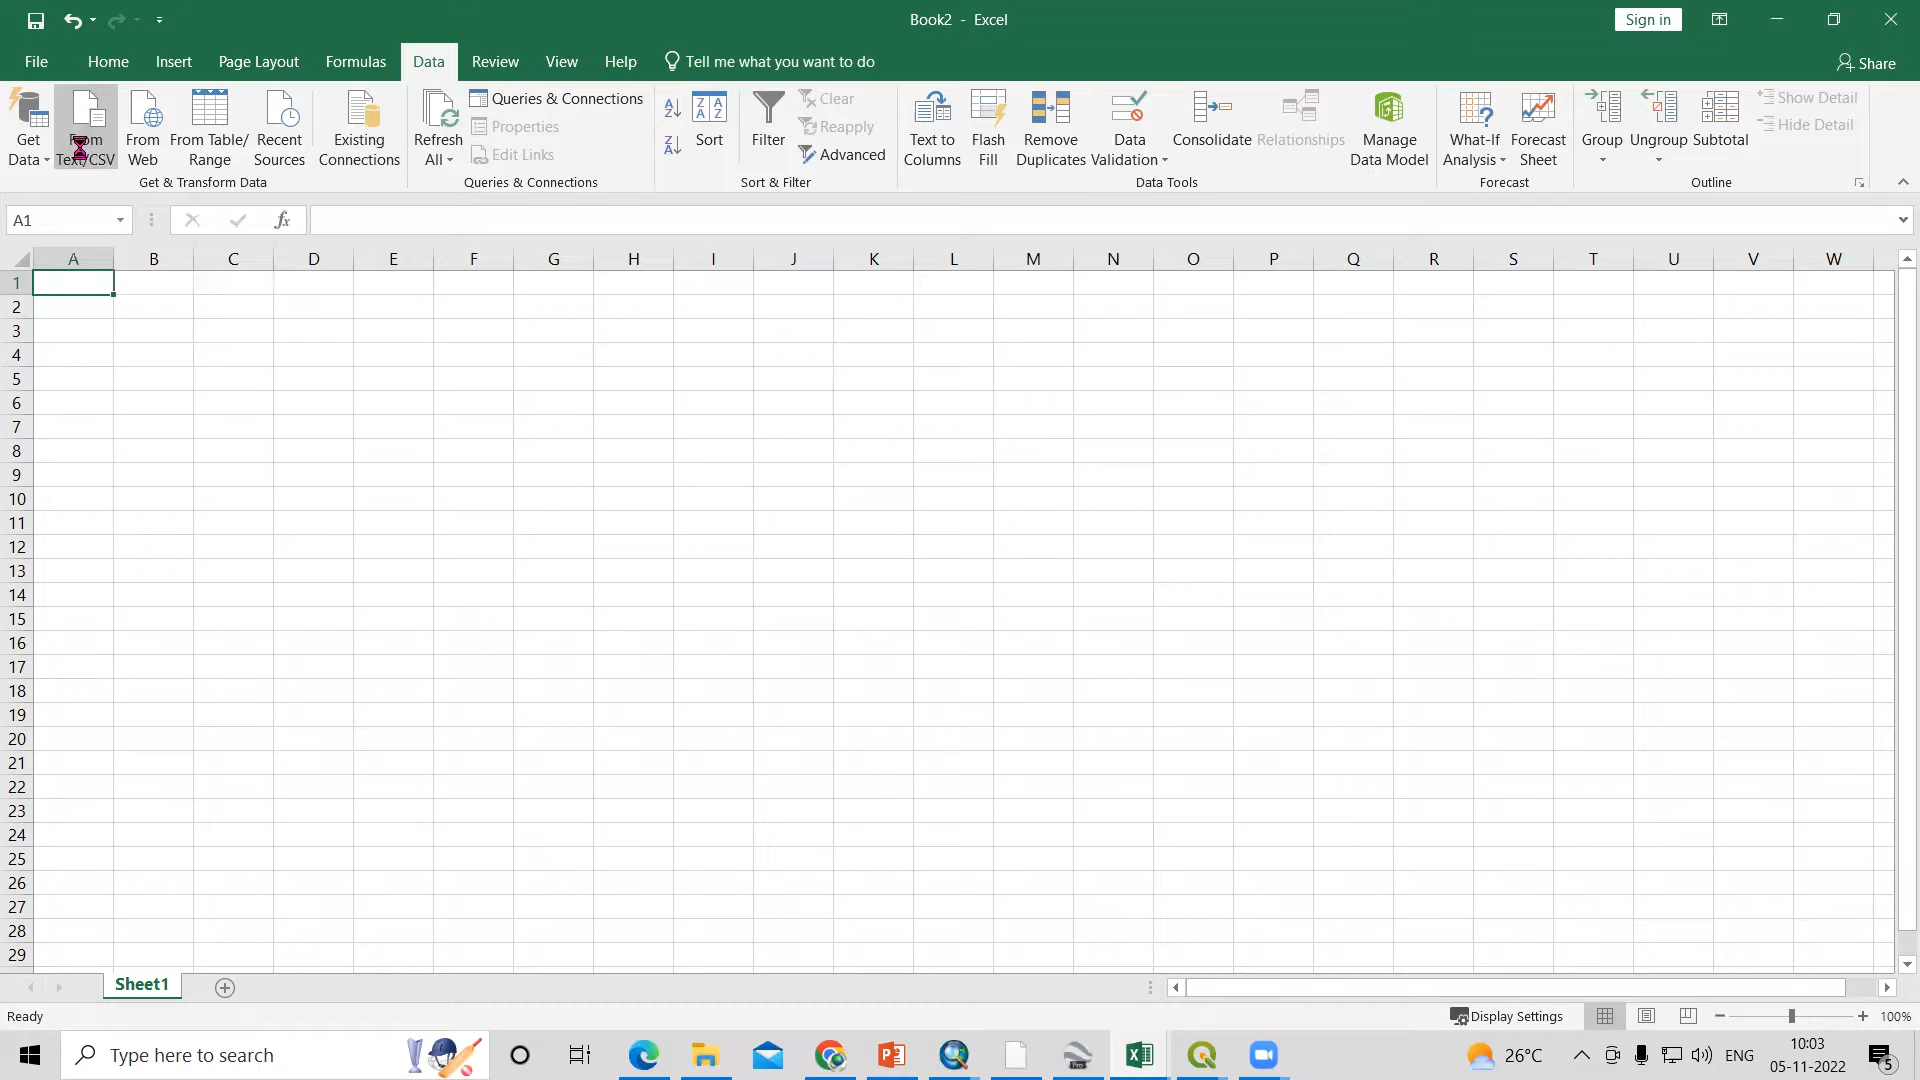 Book2 - Excel
Sign in
File Home Insert Page Layout Formulas Data Review View Help Tell me what you want to do Share
Get Data
From Text/CSV
From Web
From Table/ Range
Recent Sources
Existing Connections
Get & Transform Data
Refresh All
Queries & Connections
Properties
Edit Links
Queries & Connections
Sort
Filter
Clear
Reapply
Advanced
Sort & Filter
Text to Columns
Flash Fill
Remove Duplicates
Data Validation
Consolidate
Relationships
Manage Data Model
Data Tools
What-If Analysis
Forecast Sheet
Forecast
Group
Ungroup
Subtotal
Show Detail
Hide Detail
Outline
A1
fx
A B C D E F G H I J K L M N O P Q R S T U V W
1
2
3
4
5
6
7
8
9
10
11
12
13
14
15
16
17
18
19
20
21
22
23
24
25
26
27
28
29
Sheet1
Ready
Display Settings
100%
Type here to search
26°C
ENG
10:03
05-11-2022
5